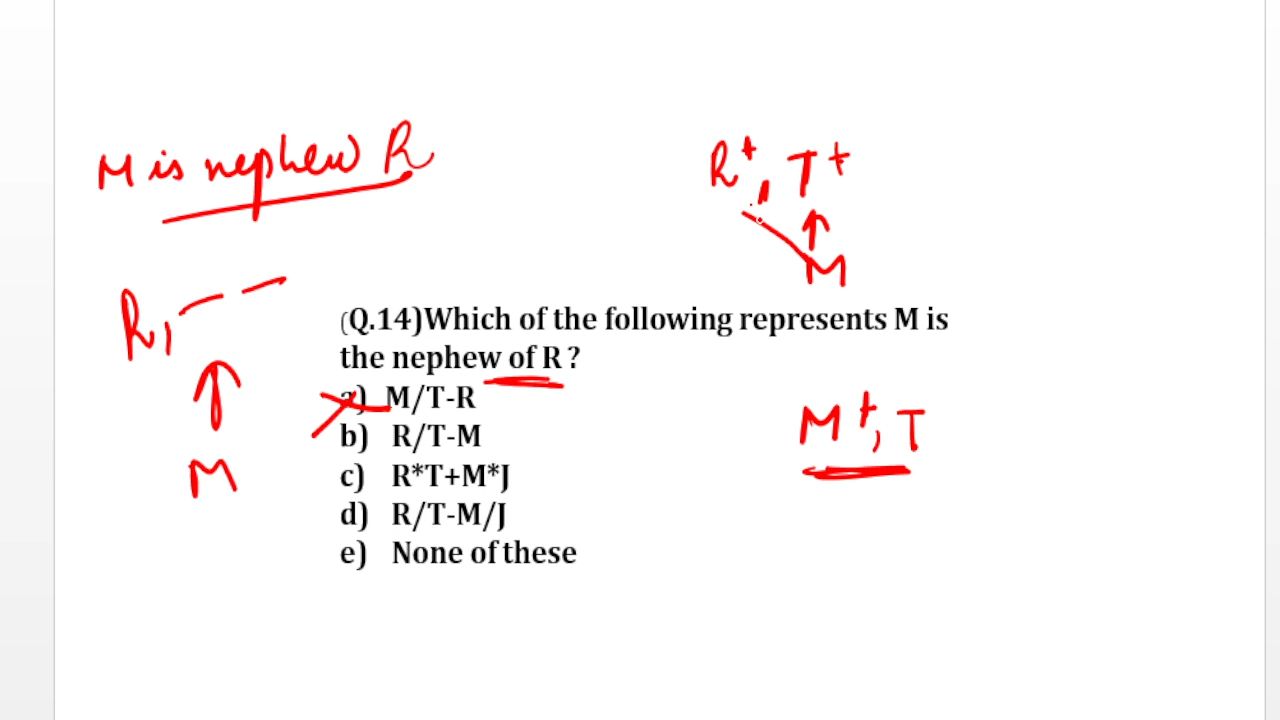 M is nephew R
R+, T+
M
R,
M
(Q.14)Which of the following represents M is
the nephew of R ?
a) M/T-R
b) R/T-M
c) R*T+M*J
d) R/T-M/J
e) None of these
M+, T